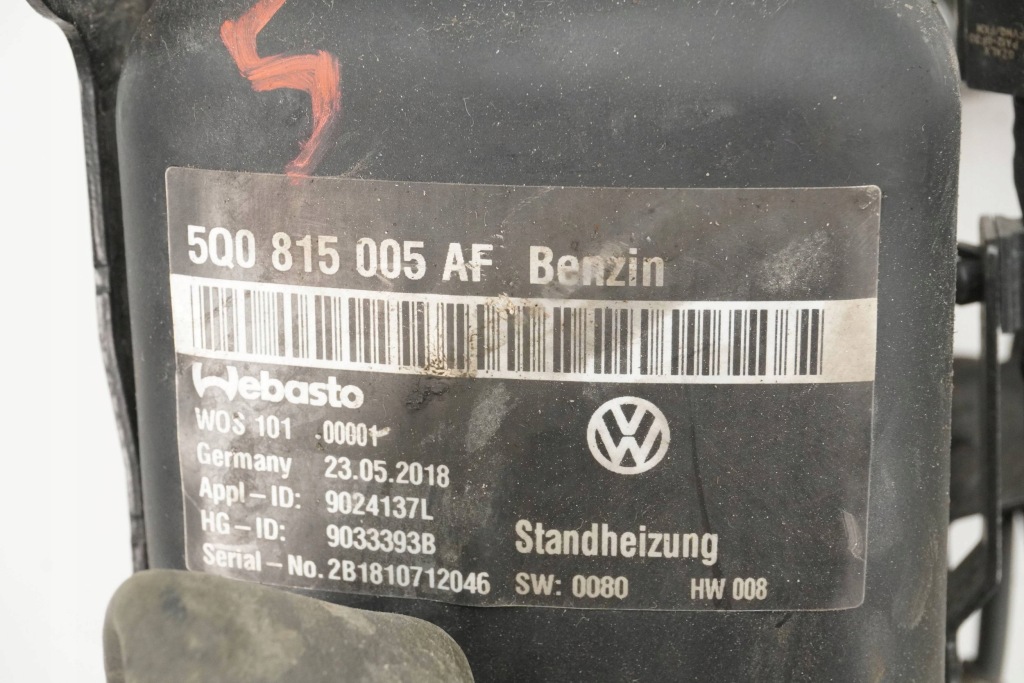 5Q0 815 005 AF Benzin
Webasto
WOS 101 .00001
Germany 23.05.2018
Appl-ID: 9024137L
HG-ID: 9033393B
Serial-No. 2B1810712046
VW
Standheizung
SW: 0080 HW 008